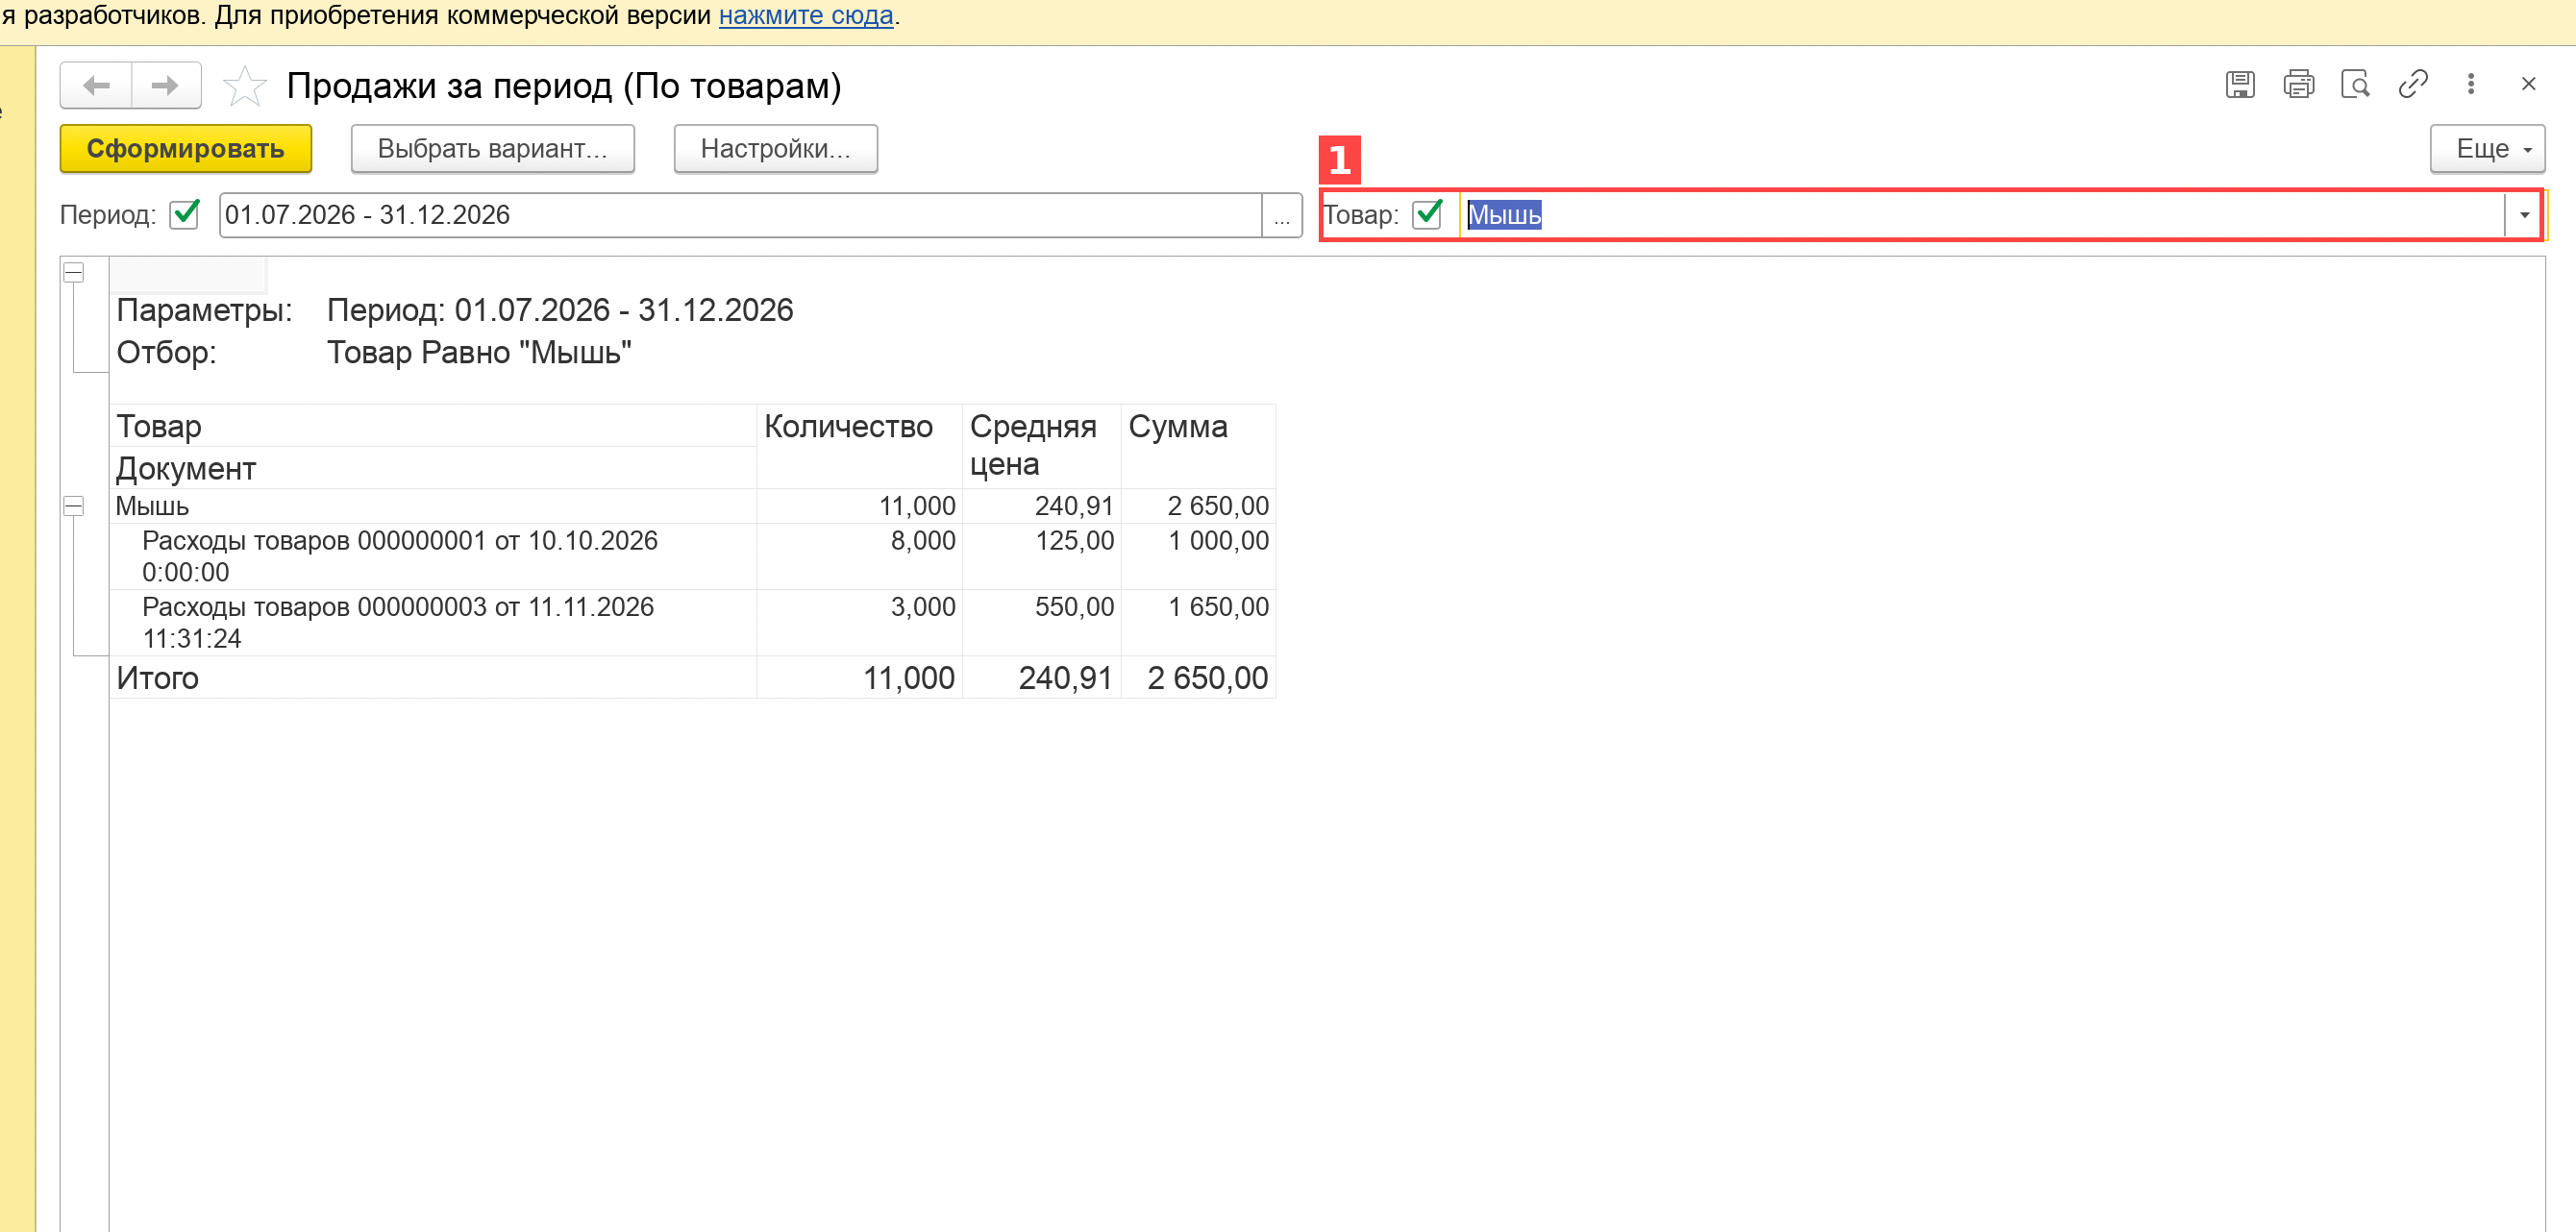 я разработчиков. Для приобретения коммерческой версии нажмите сюда.
Продажи за период (По товарам)
Сформировать Выбрать вариант... Настройки... 1 Еще
Период: 01.07.2026 - 31.12.2026 ... Товар: Мышь
Параметры: Период: 01.07.2026 - 31.12.2026
Отбор: Товар Равно "Мышь"
Товар Количество Средняя цена Сумма
Документ
Мышь 11,000 240,91 2 650,00
Расходы товаров 000000001 от 10.10.2026 8,000 125,00 1 000,00
0:00:00
Расходы товаров 000000003 от 11.11.2026 3,000 550,00 1 650,00
11:31:24
Итого 11,000 240,91 2 650,00